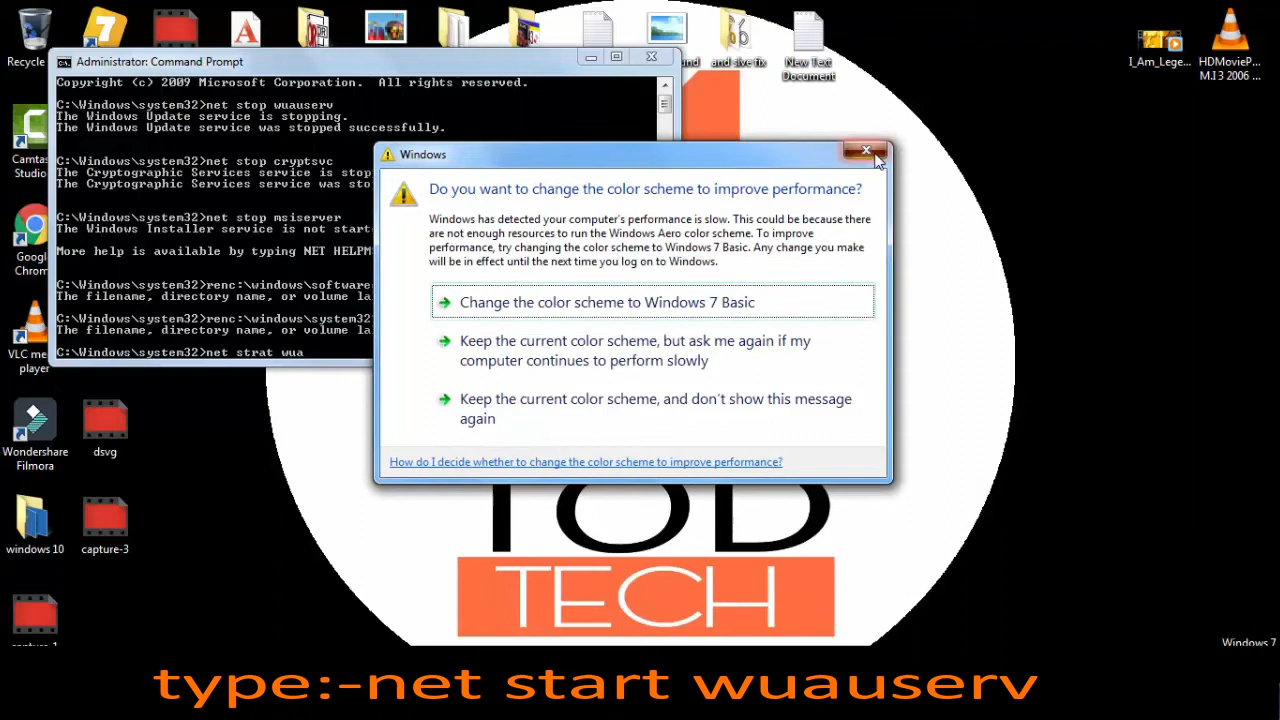 Recycle
Administrator: Command Prompt
Copyright (c) 2009 Microsoft Corporation. All rights reserved.
C:\Windows\system32>net stop wuauserv
The Windows Update service is stopping.
The Windows Update service was stopped successfully.
C:\Windows\system32>net stop cryptsvc
The Cryptographic Services service is stop
The Cryptographic Services service was sto
C:\Windows\system32>net stop msiserver
The Windows Installer service is not start
More help is available by typing NET HELPM
C:\Windows\system32>renc:\windows\software
The filename, directory name, or volume la
C:\Windows\system32>renc:\windows\system32
The filename, directory name, or volume la
C:\Windows\system32>net strat wua
Windows
Do you want to change the color scheme to improve performance?
Windows has detected your computer's performance is slow. This could be because there
are not enough resources to run the Windows Aero color scheme. To improve
performance, try changing the color scheme to Windows 7 Basic. Any change you make
will be in effect until the next time you log on to Windows.
Change the color scheme to Windows 7 Basic
Keep the current color scheme, but ask me again if my
computer continues to perform slowly
Keep the current color scheme, and don't show this message
again
How do I decide whether to change the color scheme to improve performance?
and-sive fix
New Text
Document
I_Am_Lege...
HDMovieP...
M.I 3 2006 ...
Camtas
Studio
Google
Chrom
VLC me
player
Wondershare
Filmora
dsvg
windows 10
capture-3
TOD
TECH
Windows 7
type:-net start wuauserv